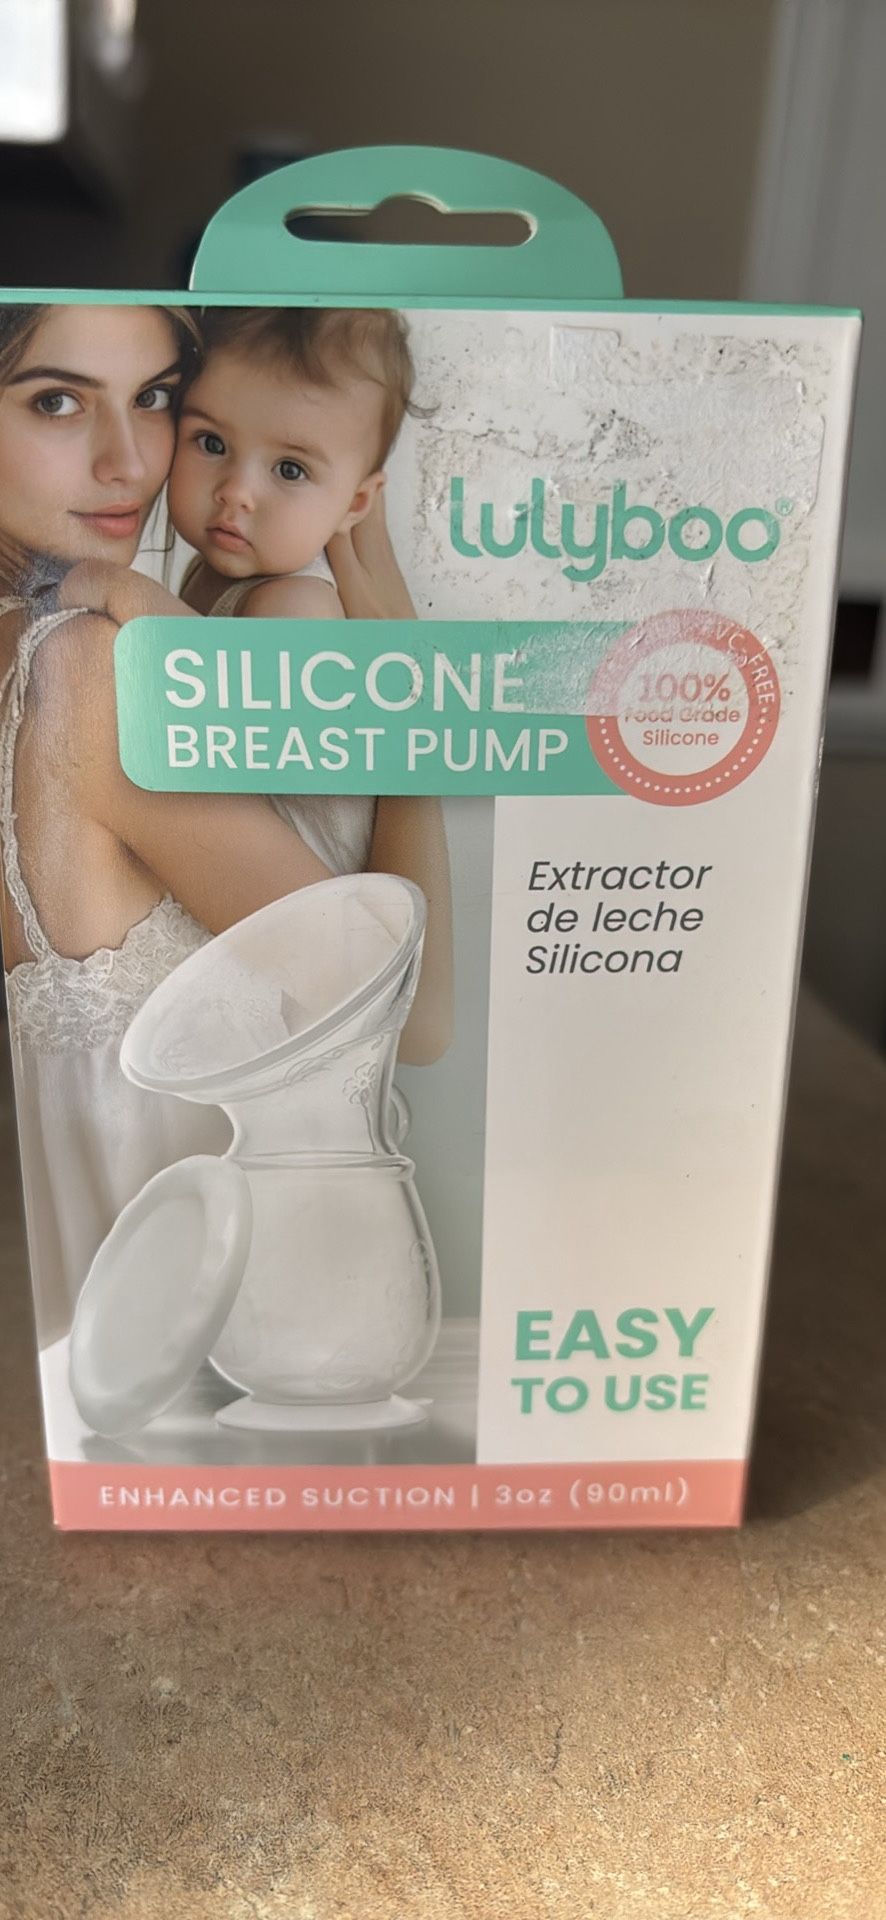 lulyboo®
SILICONE
BREAST PUMP
FREE
100%
Food Grade
Silicone
Extractor
de leche
Silicona
EASY
TO USE
ENHANCED SUCTION | 3oz (90ml)